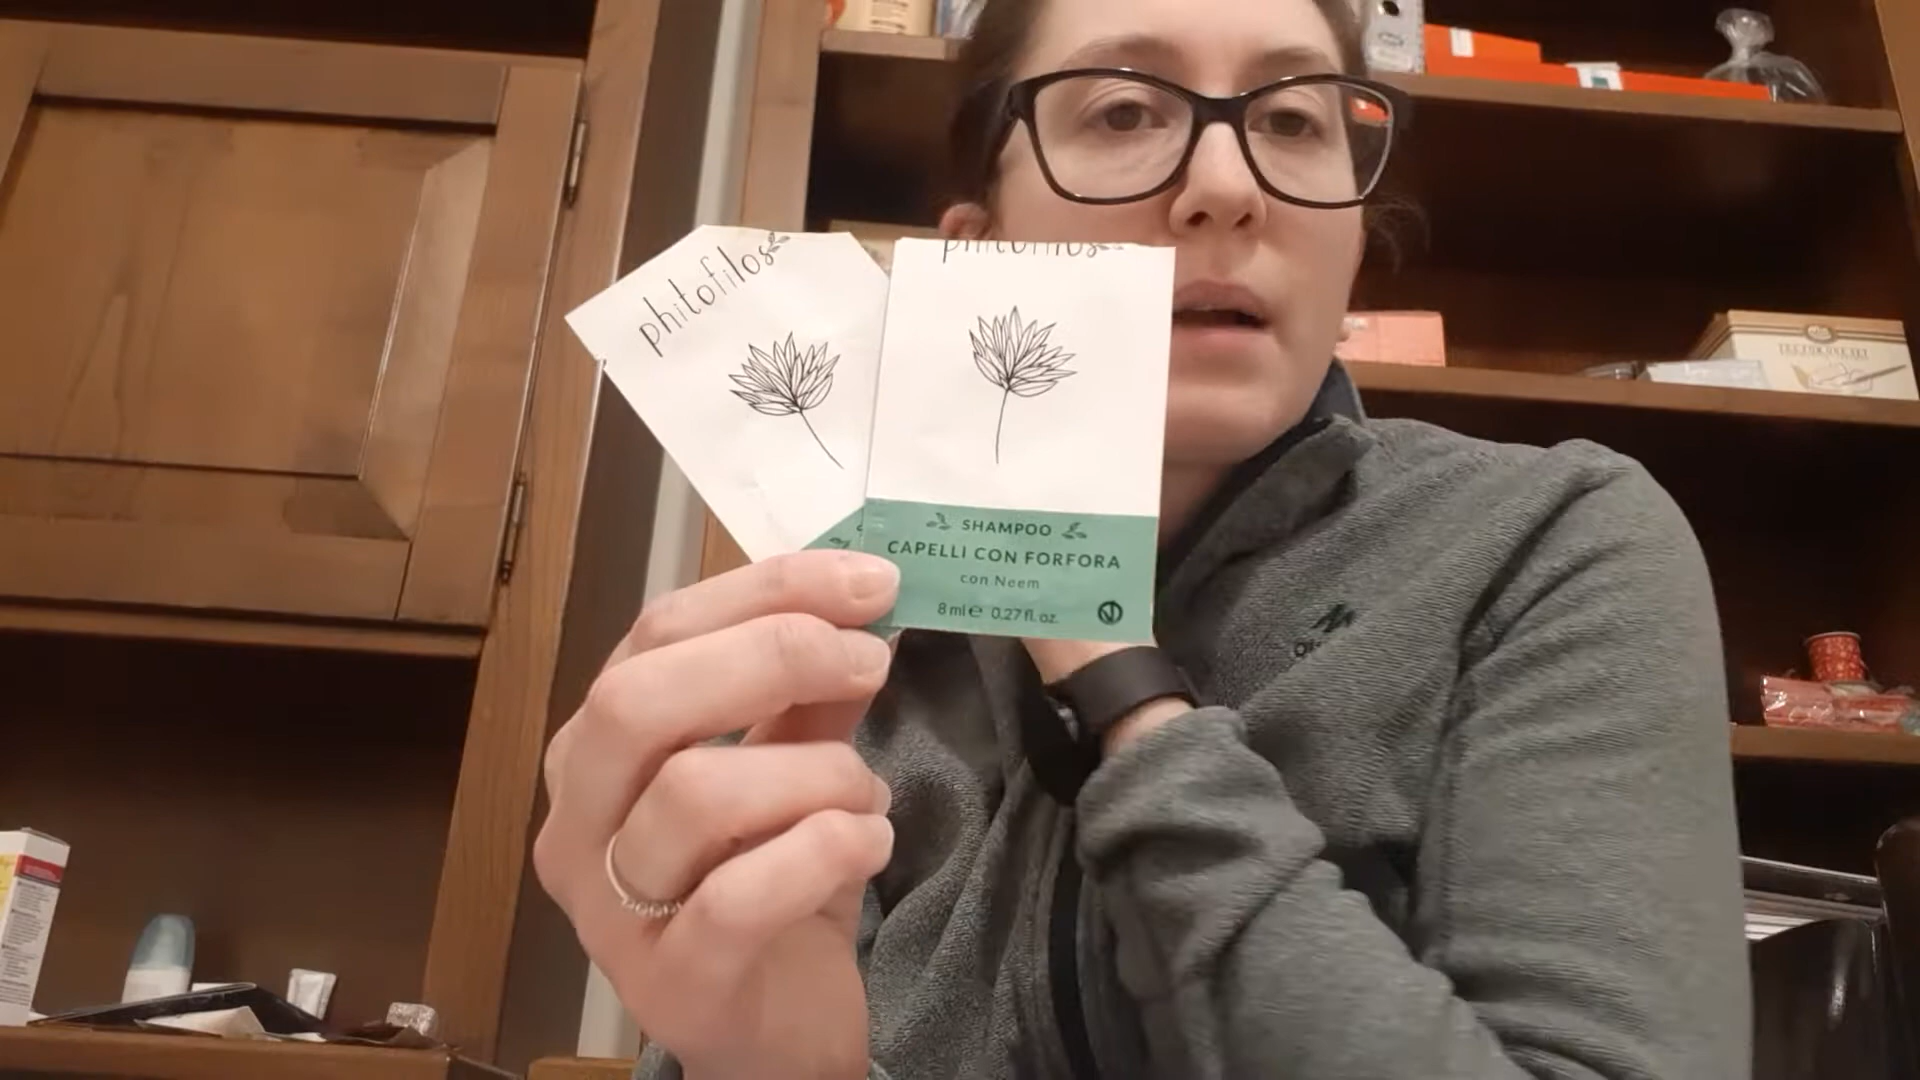 phitofilos
phitofilos
SHAMPOO
CAPELLI CON FORFORA
con Neem
8 ml e 0.27 fl. oz.